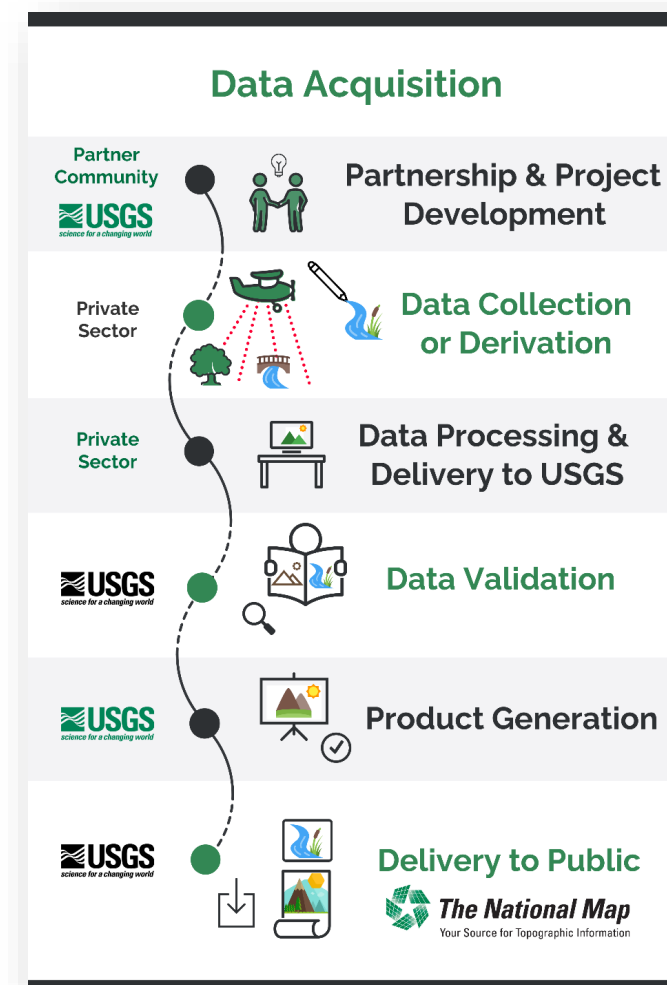 Data Acquisition
Partner
Community
USGS
science for a changing world
Partnership & Project
Development
Private
Sector
Data Collection
or Derivation
Private
Sector
Data Processing &
Delivery to USGS
USGS
science for a changing world
Data Validation
USGS
science for a changing world
Product Generation
USGS
science for a changing world
Delivery to Public
The National Map
Your Source for Topographic Information